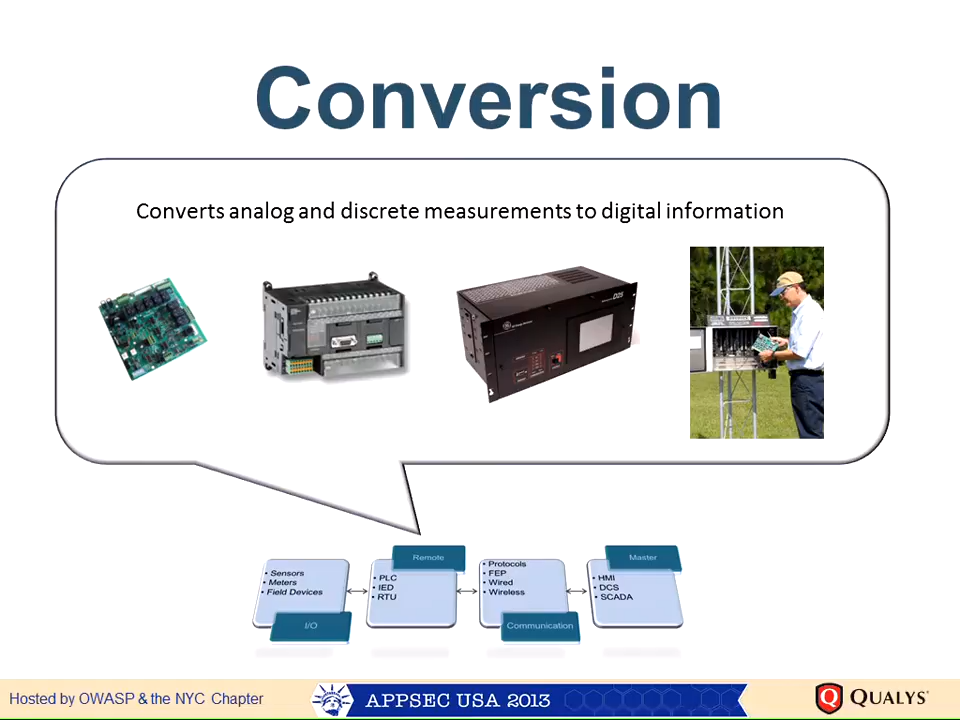 Conversion
Converts analog and discrete measurements to digital information
D25
Remote
Master
• Sensors
• Meters
• Field Devices
• PLC
• IED
• RTU
• Protocols
• FEP
• Wired
• Wireless
• HMI
• DCS
• SCADA
I/O
Communication
Hosted by OWASP & the NYC Chapter
APPSEC USA 2013
QUALYS